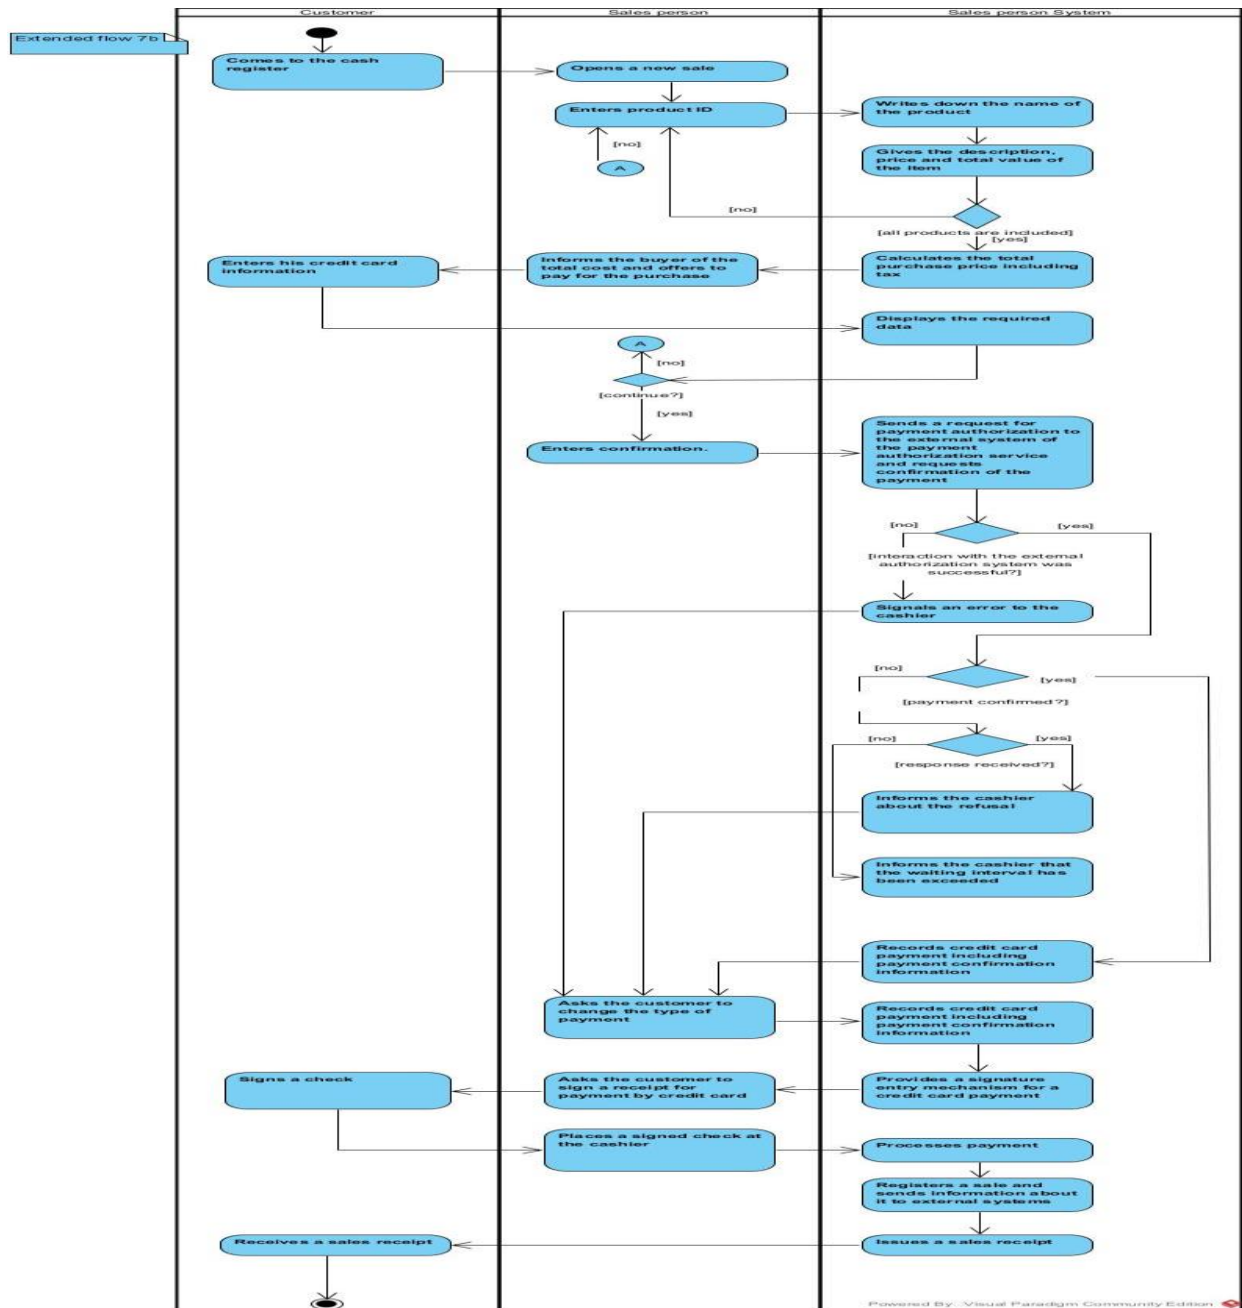 Customer
Sales person
Sales person System
Extended flow 7b
Comes to the cash
register
Opens a new sale
Enters product ID
Writes down the name of
the product
[no]
A
Gives the description,
price and total value of
the item
[no]
[all products are included]
[yes]
Enters his credit card
information
Informs the buyer of the
total cost and offers to
pay for the purchase
Calculates the total
purchase price including
tax
Displays the required
data
A
[no]
[continue?]
[yes]
Enters confirmation.
Sends a request for
payment authorization to
the external system of
the payment
authorization service
and requests
confirmation of the
payment
[no]
[yes]
[interaction with the external
authorization system was
successful?]
Signals an error to the
cashier
[no]
[yes]
[payment confirmed?]
[no]
[yes]
[response received?]
Informs the cashier
about the refusal
Informs the cashier that
the waiting interval has
been exceeded
Records credit card
payment including
payment confirmation
information
Asks the customer to
change the type of
payment
Records credit card
payment including
payment confirmation
information
Signs a check
Asks the customer to
sign a receipt for
payment by credit card
Provides a signature
entry mechanism for a
credit card payment
Places a signed check at
the cashier
Processes payment
Registers a sale and
sends information about
it to external systems
Receives a sales receipt
Issues a sales receipt
Powered By: Visual Paradigm Community Edition